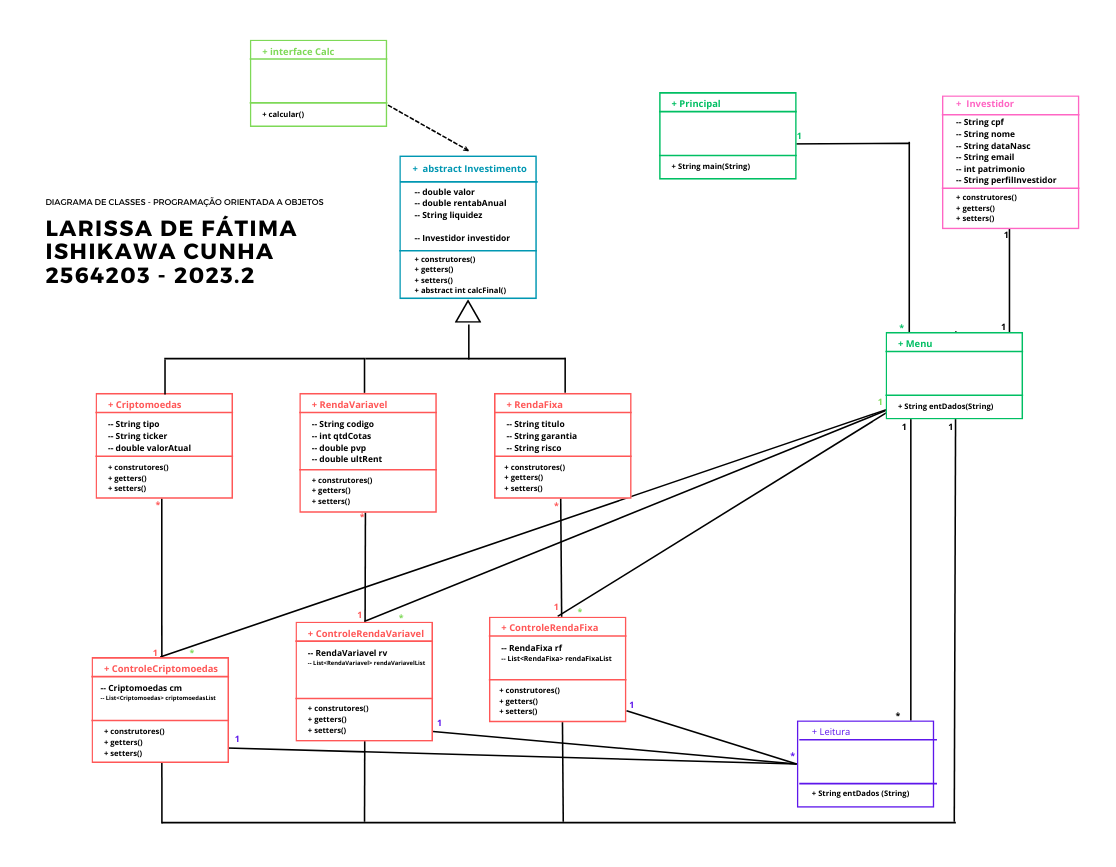 + interface Calc
+ calcular()
+ Principal
+ String main(String)
+ Investidor
-- String cpf
-- String nome
-- String dataNasc
-- String email
-- int patrimonio
-- String perfilInvestidor
+ construtores()
+ getters()
+ setters()
+ abstract Investimento
-- double valor
-- double rentabAnual
-- String liquidez
-- Investidor investidor
+ construtores()
+ getters()
+ setters()
+ abstract int calcFinal()
DIAGRAMA DE CLASSES - PROGRAMAÇÃO ORIENTADA A OBJETOS
LARISSA DE FÁTIMA
ISHIKAWA CUNHA
2564203 - 2023.2
1
1
*
1
+ Menu
+ String entDados(String)
1
1
1
+ Criptomoedas
-- String tipo
-- String ticker
-- double valorAtual
+ construtores()
+ getters()
+ setters()
*
+ RendaVariavel
-- String codigo
-- int qtdCotas
-- double pvp
-- double ultRent
+ construtores()
+ getters()
+ setters()
*
+ RendaFixa
-- String titulo
-- String garantia
-- String risco
+ construtores()
+ getters()
+ setters()
*
1
*
+ ControleCriptomoedas
-- Criptomoedas cm
-- List<Criptomoedas> criptomoedasList
+ construtores()
+ getters()
+ setters()
1
1
*
+ ControleRendaVariavel
-- RendaVariavel rv
-- List<RendaVariavel> rendaVariavelList
+ construtores()
+ getters()
+ setters()
1
1
*
+ ControleRendaFixa
-- RendaFixa rf
-- List<RendaFixa> rendaFixaList
+ construtores()
+ getters()
+ setters()
1
*
*
+ Leitura
+ String entDados (String)